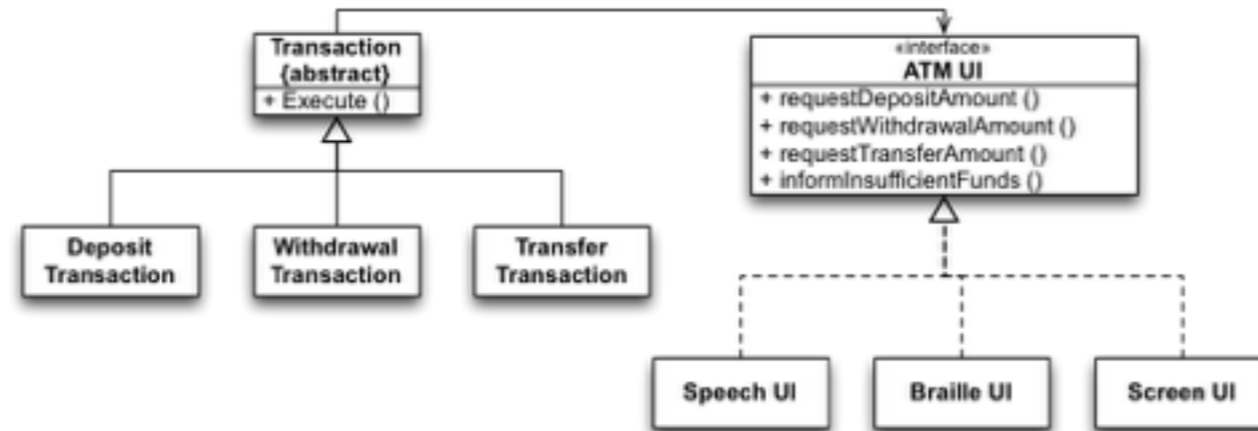 Transaction
{abstract}
+ Execute ()
«interface»
ATM UI
+ requestDepositAmount ()
+ requestWithdrawalAmount ()
+ requestTransferAmount ()
+ informInsufficientFunds ()
Deposit
Transaction
Withdrawal
Transaction
Transfer
Transaction
Speech UI
Braille UI
Screen UI